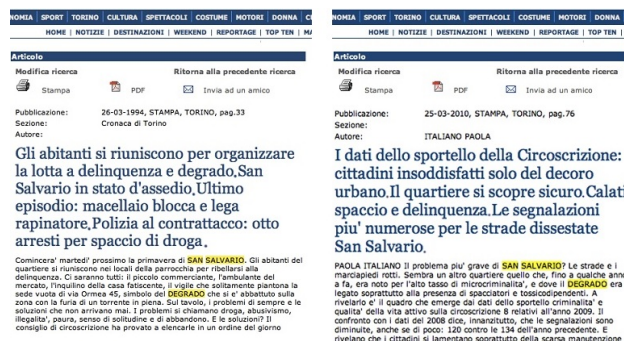 NOMIA | SPORT | TORINO | CULTURA | SPETTACOLI | COSTUME | MOTORI | DONNA
HOME | NOTIZIE | DESTINAZIONI | WEEKEND | REPORTAGE | TOP TEN |
Articolo
Modifica ricerca Ritorna alla precedente ricerca
Stampa PDF Invia ad un amico
Pubblicazione: 26-03-1994, STAMPA, TORINO, pag.33
Sezione: Cronaca di Torino
Autore:
Gli abitanti si riuniscono per organizzare
la lotta a delinquenza e degrado.San
Salvario in stato d'assedio.Ultimo
episodio: macellaio blocca e lega
rapinatore.Polizia al contrattacco: otto
arresti per spaccio di droga.
Comincera' martedi' prossimo la primavera di SAN SALVARIO. Gli abitanti del
quartiere si riuniscono nei locali della parrocchia per ribellarsi alla
delinquenza. Ci saranno tutti: il piccolo commerciante, l'ambulante del
mercato, l'inquilino della casa fatiscente, il vigile che solitamente piantona la
sede vuota di via Ormea 45, simbolo del DEGRADO che si e' abbattuto sulla
zona con la furia di un torrente in piena. Sul tavolo, i problemi di sempre e le
soluzioni che non arrivano mai. I problemi si chiamano droga, abusivismo,
illegalita', paura, senso di solitudine e di abbandono. E le soluzioni? Il
consiglio di circoscrizione ha provato a elencarle in un ordine del giorno
NOMIA | SPORT | TORINO | CULTURA | SPETTACOLI | COSTUME | MOTORI | DONNA
HOME | NOTIZIE | DESTINAZIONI | WEEKEND | REPORTAGE | TOP TEN |
Articolo
Modifica ricerca Ritorna alla precedente ricerca
Stampa PDF Invia ad un amico
Pubblicazione: 25-03-2010, STAMPA, TORINO, pag.76
Sezione:
Autore: ITALIANO PAOLA
I dati dello sportello della Circoscrizione:
cittadini insoddisfatti solo del decoro
urbano.Il quartiere si scopre sicuro.Calati
spaccio e delinquenza.Le segnalazioni
piu' numerose per le strade dissestate
San Salvario.
PAOLA ITALIANO Il problema piu' grave di SAN SALVARIO? Le strade e i
marciapiedi rotti. Sembra un altro quartiere quello che, fino a qualche anno
a fa, era noto per l'alto tasso di microcriminalita', e dove il DEGRADO era
legato soprattutto alla presenza di spacciatori e tossicodipendenti. A
rivelarlo e' il quadro che emerge dai dati dello sportello criminalita' e
qualita' della vita attivo sulla circoscrizione 8 relativi all'anno 2009. Il
confronto con i dati del 2008 dice, innanzitutto, che le segnalazioni sono
diminuite, anche se di poco: 120 contro le 134 dell'anno precedente. E
rivelano che i cittadini si lamentano soprattutto della scarsa manutenzione